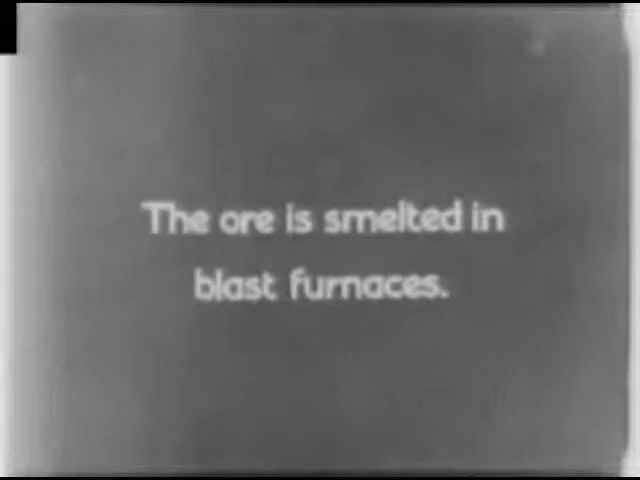 The ore is smelted in
blast furnaces.